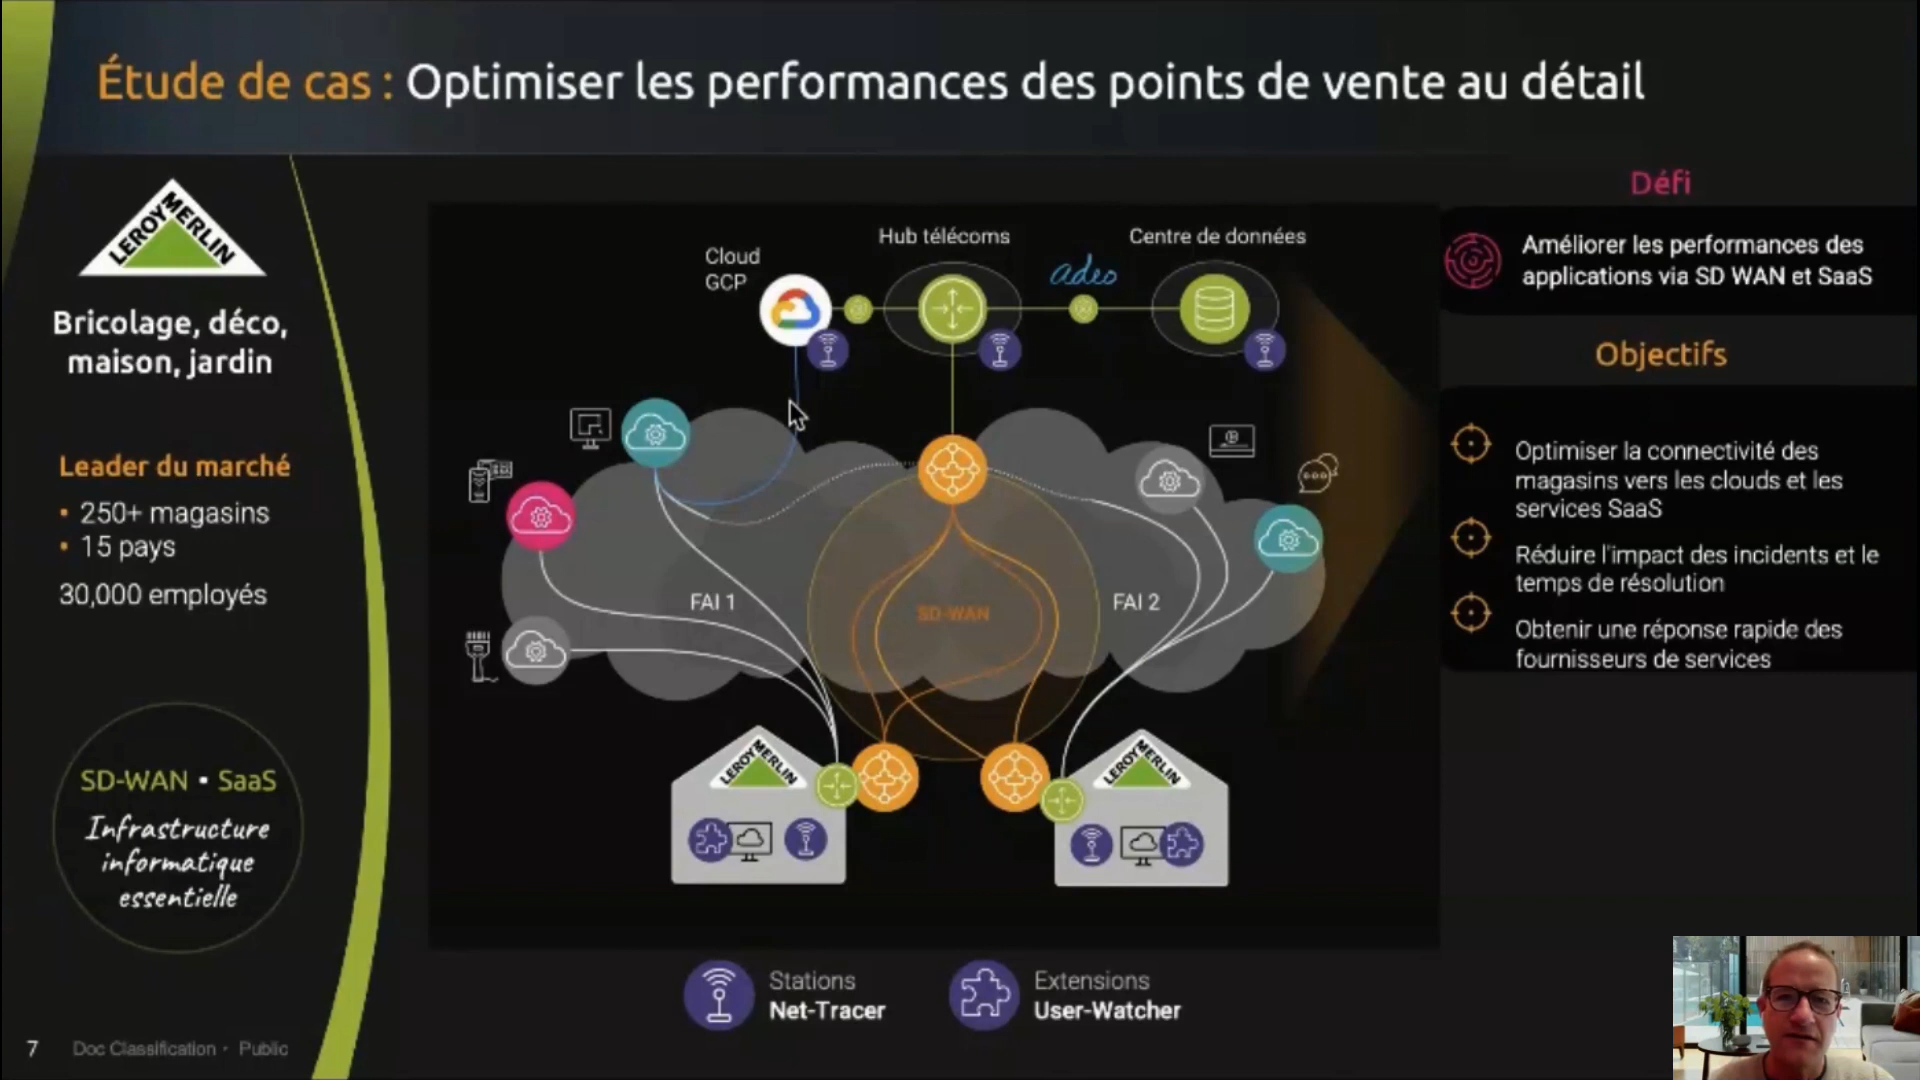 Étude de cas : Optimiser les performances des points de vente au détail
LEROY MERLIN
Bricolage, déco,
maison, jardin
Leader du marché
• 250+ magasins
• 15 pays
30,000 employés
SD-WAN • SaaS
Infrastructure
informatique
essentielle
Cloud
GCP
Hub télécoms
adeo
Centre de données
FAI 1
SD-WAN
FAI 2
LEROY MERLIN
LEROY MERLIN
Stations
Net-Tracer
Extensions
User-Watcher
Défi
Améliorer les performances des
applications via SD WAN et SaaS
Objectifs
Optimiser la connectivité des
magasins vers les clouds et les
services SaaS
Réduire l'impact des incidents et le
temps de résolution
Obtenir une réponse rapide des
fournisseurs de services
7
Doc Classification • Public